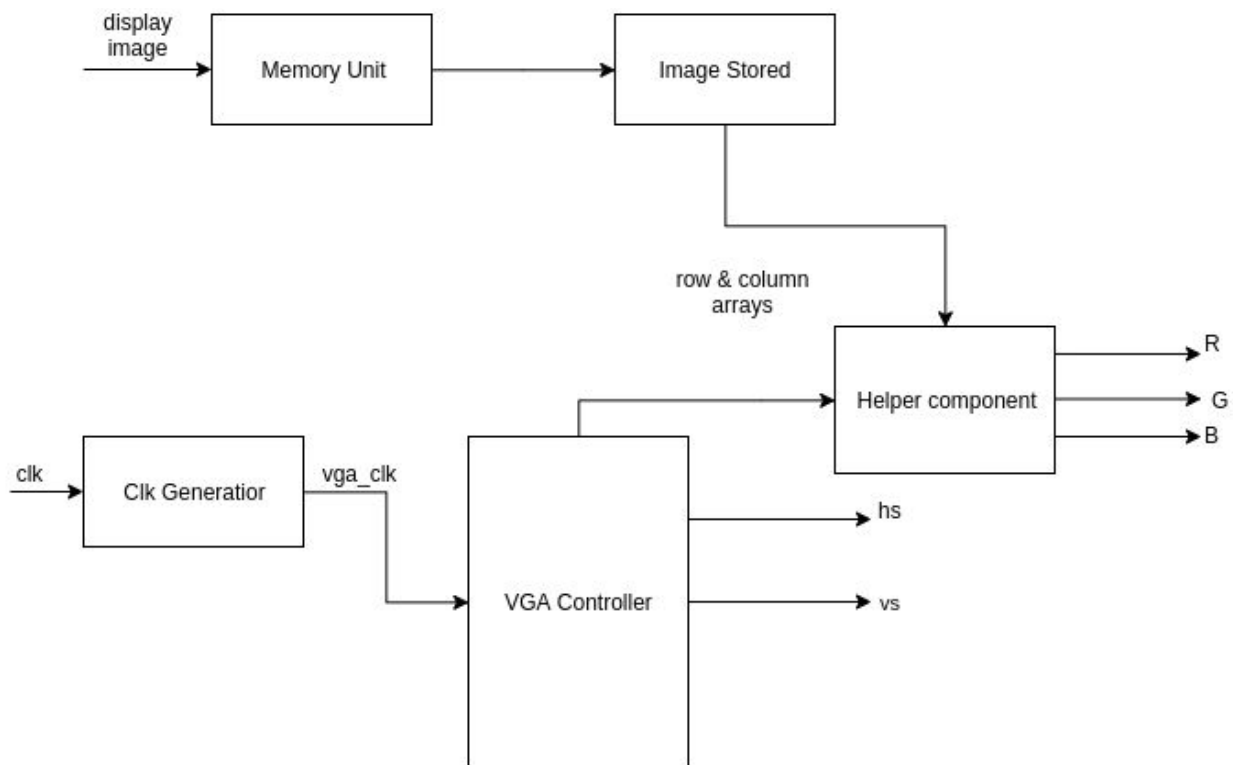 display
image
Memory Unit
Image Stored
row & column
arrays
R
Helper component
G
B
clk
vga_clk
Clk Generatior
hs
VGA Controller
vs